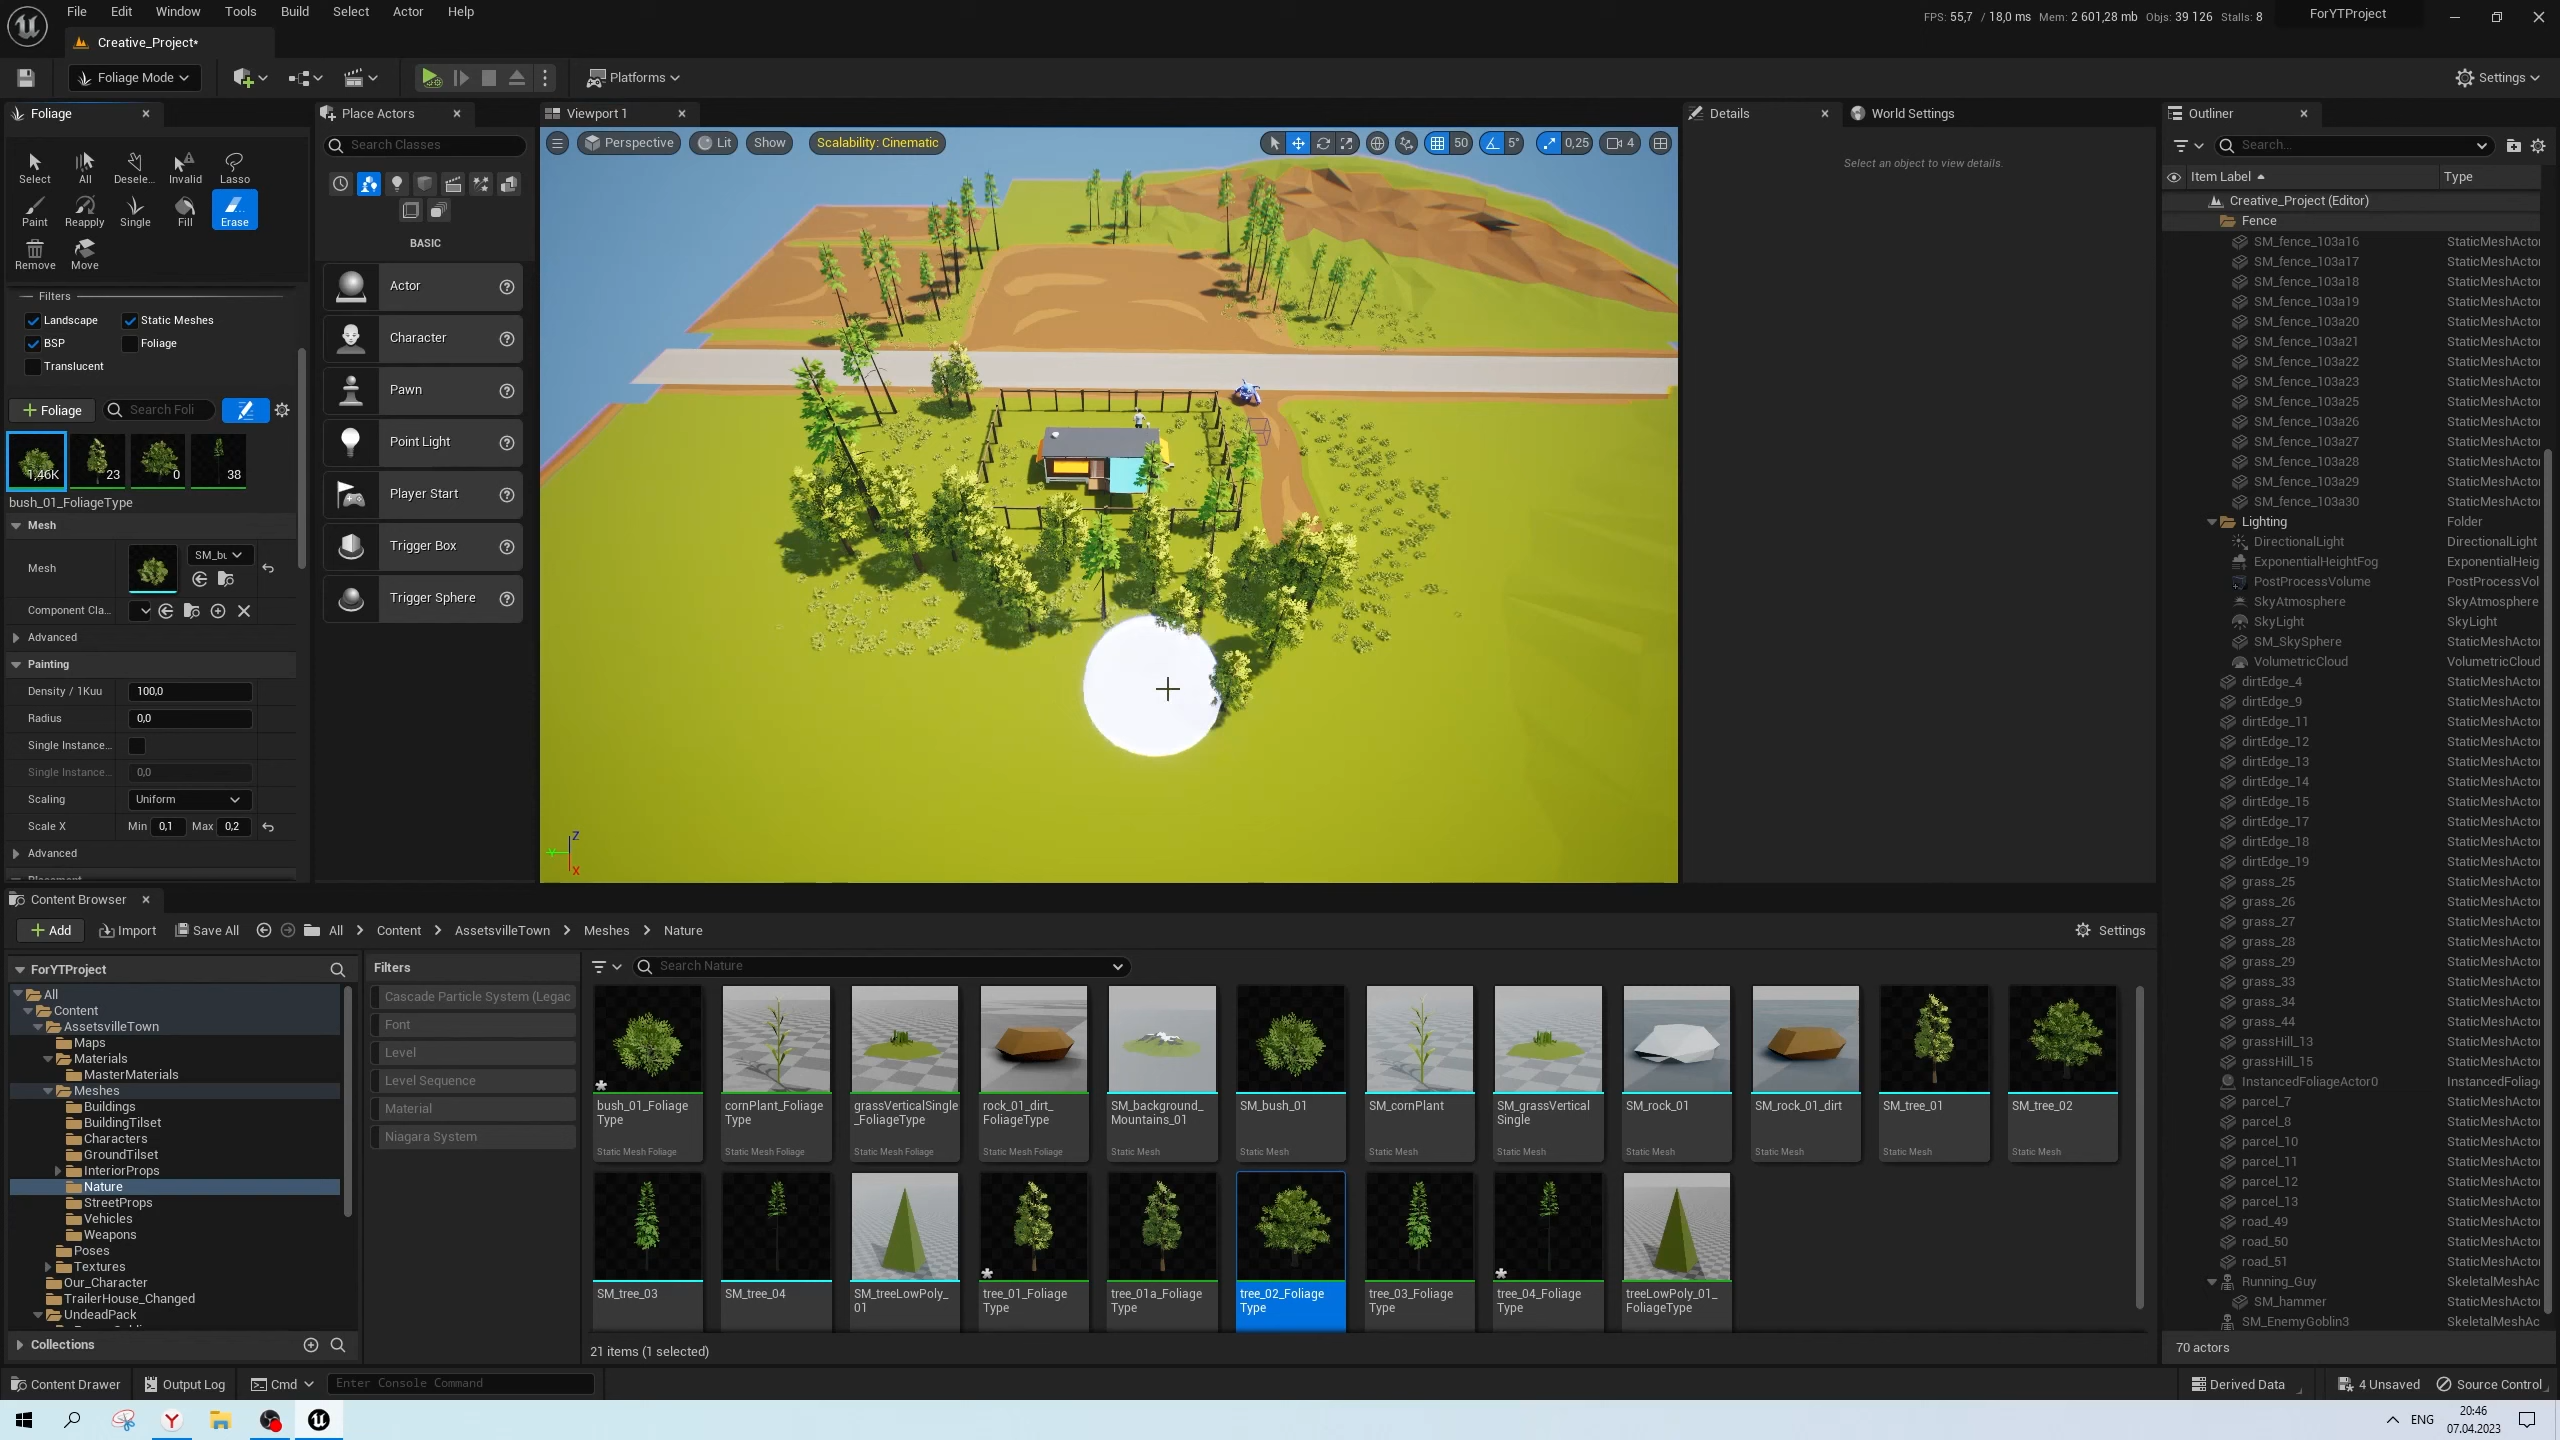 File Edit Window Tools Build Select Actor Help
FPS: 55,7 / 18,0 ms Mem: 2 601,28 mb Objs: 39 126 Stalls: 8 ForYTProject
Creative_Project*
Foliage Mode Platforms Settings
Foliage
Select All Desele... Invalid Lasso
Paint Reapply Single Fill Erase
Remove Move
Filters
Landscape Static Meshes
BSP Foliage
Translucent
Foliage Search Foli
1,46K 23 0 38
bush_01_FoliageType
Mesh
Mesh SM_bu
Component Cla...
Advanced
Painting
Density / 1Kuu 100,0
Radius 0,0
Single Instance...
Single Instance... 0,0
Scaling Uniform
Scale X Min 0,1 Max 0,2
Advanced
Place Actors
Search Classes
BASIC
Actor
Character
Pawn
Point Light
Player Start
Trigger Box
Trigger Sphere
Viewport 1
Perspective Lit Show Scalability: Cinematic 50 5° 0,25 4
Z
Y
X
Details World Settings
Select an object to view details.
Outliner
Search...
Item Label Type
Creative_Project (Editor)
Fence
SM_fence_103a16 StaticMeshActor
SM_fence_103a17 StaticMeshActor
SM_fence_103a18 StaticMeshActor
SM_fence_103a19 StaticMeshActor
SM_fence_103a20 StaticMeshActor
SM_fence_103a21 StaticMeshActor
SM_fence_103a22 StaticMeshActor
SM_fence_103a23 StaticMeshActor
SM_fence_103a25 StaticMeshActor
SM_fence_103a26 StaticMeshActor
SM_fence_103a27 StaticMeshActor
SM_fence_103a28 StaticMeshActor
SM_fence_103a29 StaticMeshActor
SM_fence_103a30 StaticMeshActor
Lighting Folder
DirectionalLight DirectionalLight
ExponentialHeightFog ExponentialHeig
PostProcessVolume PostProcessVol
SkyAtmosphere SkyAtmosphere
SkyLight SkyLight
SM_SkySphere StaticMeshActor
VolumetricCloud VolumetricCloud
dirtEdge_4 StaticMeshActor
dirtEdge_9 StaticMeshActor
dirtEdge_11 StaticMeshActor
dirtEdge_12 StaticMeshActor
dirtEdge_13 StaticMeshActor
dirtEdge_14 StaticMeshActor
dirtEdge_15 StaticMeshActor
dirtEdge_17 StaticMeshActor
dirtEdge_18 StaticMeshActor
dirtEdge_19 StaticMeshActor
grass_25 StaticMeshActor
grass_26 StaticMeshActor
grass_27 StaticMeshActor
grass_28 StaticMeshActor
grass_29 StaticMeshActor
grass_33 StaticMeshActor
grass_34 StaticMeshActor
grass_44 StaticMeshActor
grassHill_13 StaticMeshActor
grassHill_15 StaticMeshActor
InstancedFoliageActor0 InstancedFoliage
parcel_7 StaticMeshActor
parcel_8 StaticMeshActor
parcel_10 StaticMeshActor
parcel_11 StaticMeshActor
parcel_12 StaticMeshActor
parcel_13 StaticMeshActor
road_49 StaticMeshActor
road_50 StaticMeshActor
road_51 StaticMeshActor
Running_Guy SkeletalMeshAc
SM_hammer StaticMeshActor
SM_EnemyGoblin3 SkeletalMeshAc
70 actors
Content Browser
Add Import Save All All Content AssetsvilleTown Meshes Nature Settings
ForYTProject
All
Content
AssetsvilleTown
Maps
Materials
MasterMaterials
Meshes
Buildings
BuildingTilset
Characters
GroundTilset
InteriorProps
Nature
StreetProps
Vehicles
Weapons
Poses
Textures
Our_Character
TrailerHouse_Changed
UndeadPack
Collections
Filters
Cascade Particle System (Legac
Font
Level
Level Sequence
Material
Niagara System
Search Nature
bush_01_Foliage Type Static Mesh Foliage
cornPlant_Foliage Type Static Mesh Foliage
grassVerticalSingle _FoliageType Static Mesh Foliage
rock_01_dirt_ FoliageType Static Mesh Foliage
SM_background_ Mountains_01 Static Mesh
SM_bush_01 Static Mesh
SM_cornPlant Static Mesh
SM_grassVertical Single Static Mesh
SM_rock_01 Static Mesh
SM_rock_01_dirt Static Mesh
SM_tree_01 Static Mesh
SM_tree_02 Static Mesh
SM_tree_03
SM_tree_04
SM_treeLowPoly_ 01
tree_01_Foliage Type
tree_01a_Foliage Type
tree_02_Foliage Type
tree_03_Foliage Type
tree_04_Foliage Type
treeLowPoly_01_ FoliageType
21 items (1 selected)
Content Drawer Output Log Cmd Enter Console Command Derived Data 4 Unsaved Source Control
ENG 20:46
07.04.2023